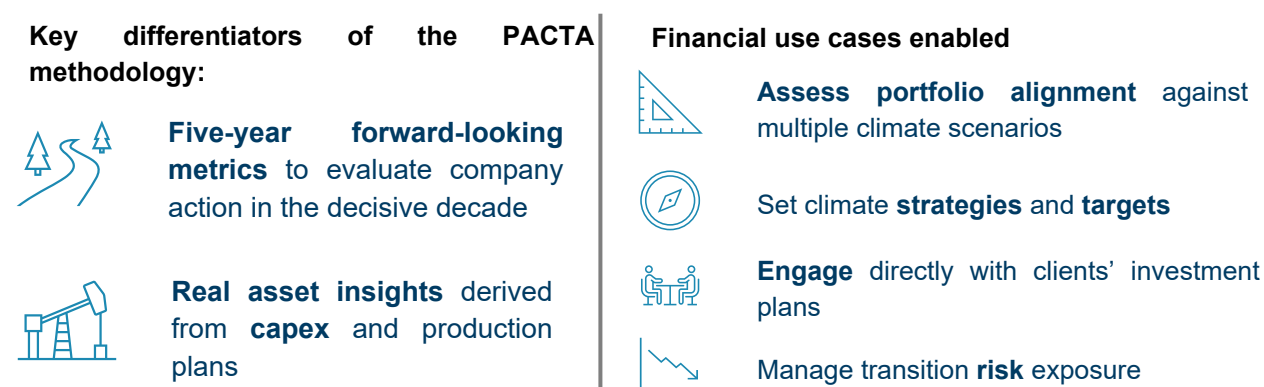 Key differentiators of the PACTA
methodology:
Five-year forward-looking
metrics to evaluate company
action in the decisive decade
Real asset insights derived
from capex and production
plans
Financial use cases enabled
Assess portfolio alignment against
multiple climate scenarios
Set climate strategies and targets
Engage directly with clients’ investment
plans
Manage transition risk exposure